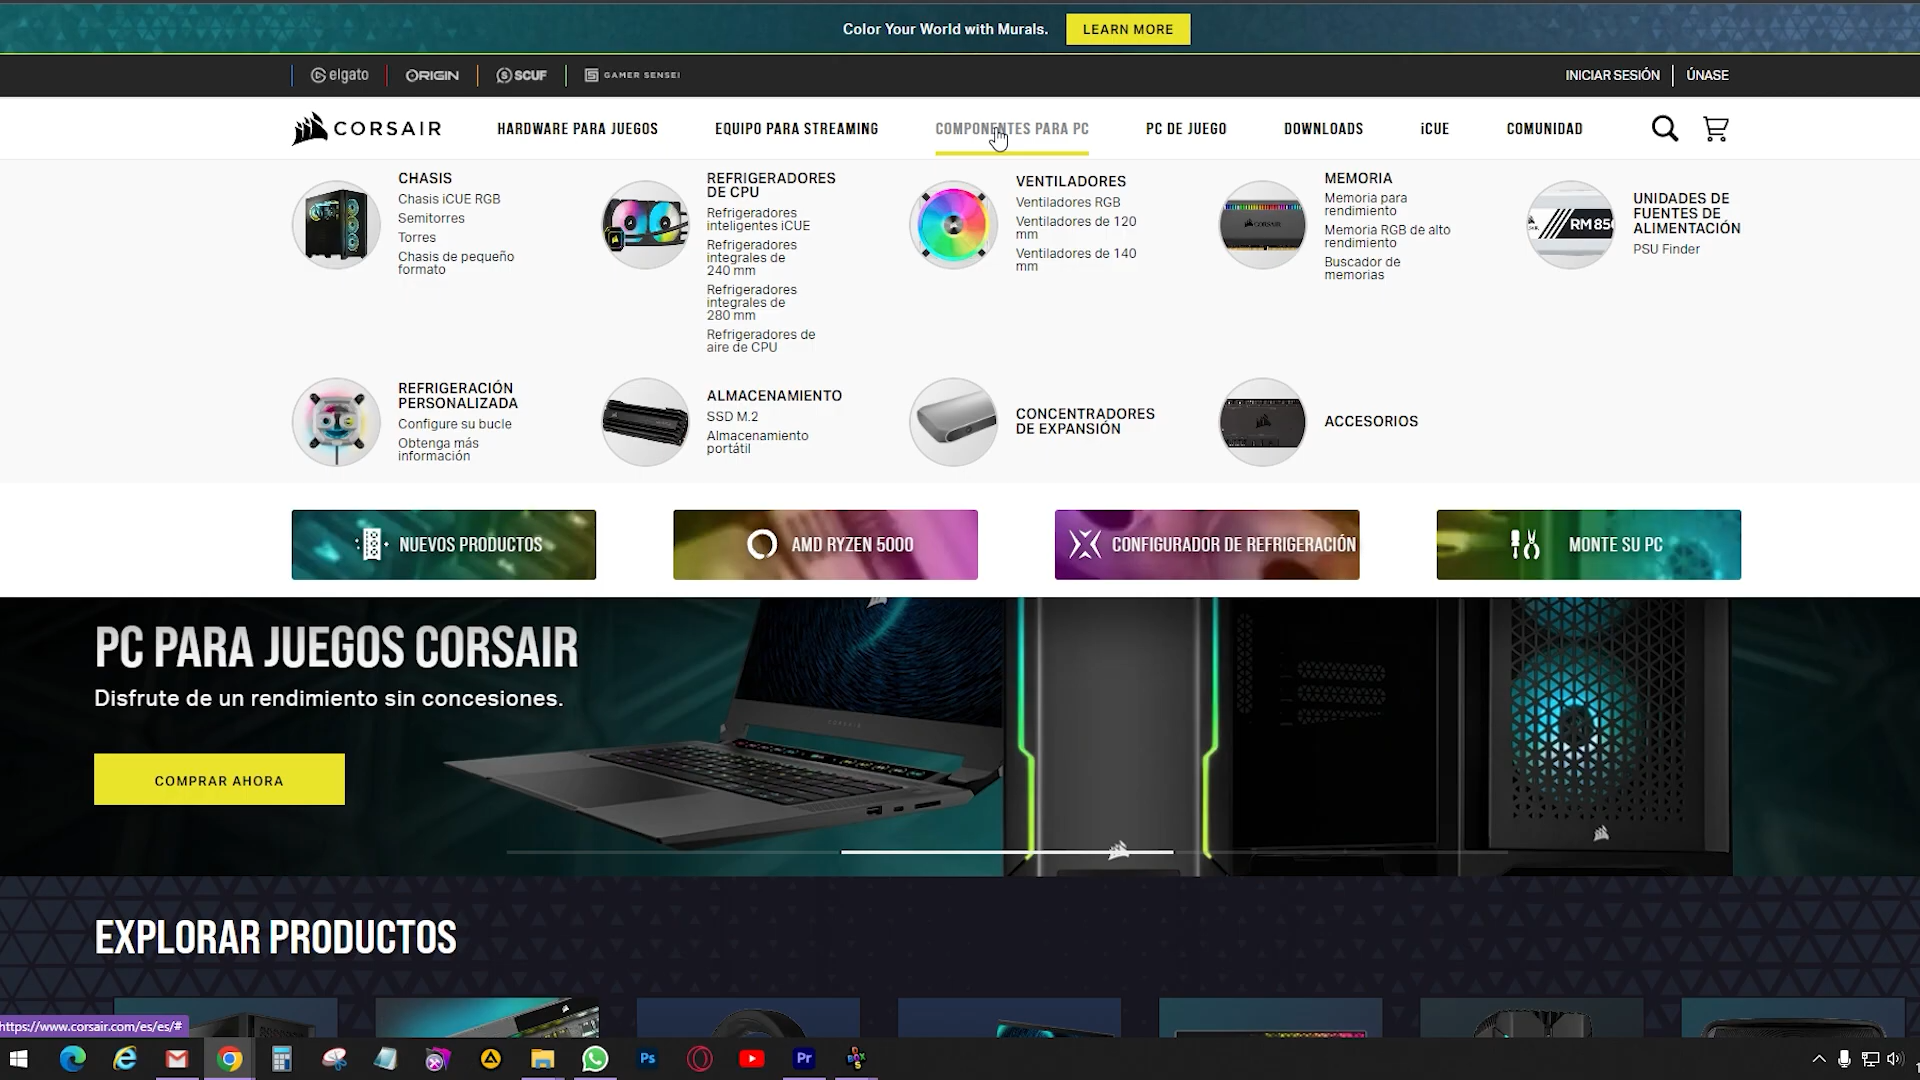 Color Your World with Murals. LEARN MORE
elgato ORIGIN SCUF GAMER SENSEI INICIAR SESIÓN ÚNASE
CORSAIR HARDWARE PARA JUEGOS EQUIPO PARA STREAMING COMPONENTES PARA PC PC DE JUEGO DOWNLOADS iCUE COMUNIDAD
CHASIS
Chasis iCUE RGB
Semitorres
Torres
Chasis de pequeño
formato
REFRIGERADORES
DE CPU
Refrigeradores
inteligentes iCUE
Refrigeradores
integrales de
240 mm
Refrigeradores
integrales de
280 mm
Refrigeradores de
aire de CPU
VENTILADORES
Ventiladores RGB
Ventiladores de 120
mm
Ventiladores de 140
mm
CORSAIR
MEMORIA
Memoria para
rendimiento
Memoria RGB de alto
rendimiento
Buscador de
memorias
RM 850
UNIDADES DE
FUENTES DE
ALIMENTACIÓN
PSU Finder
REFRIGERACIÓN
PERSONALIZADA
Configure su bucle
Obtenga más
información
ALMACENAMIENTO
SSD M.2
Almacenamiento
portátil
CONCENTRADORES
DE EXPANSIÓN
ACCESORIOS
NUEVOS PRODUCTOS
AMD RYZEN 5000
CONFIGURADOR DE REFRIGERACIÓN
MONTE SU PC
PC PARA JUEGOS CORSAIR
Disfrute de un rendimiento sin concesiones.
CORSAIR
COMPRAR AHORA
EXPLORAR PRODUCTOS
https://www.corsair.com/es/es/#
Ps
Pr